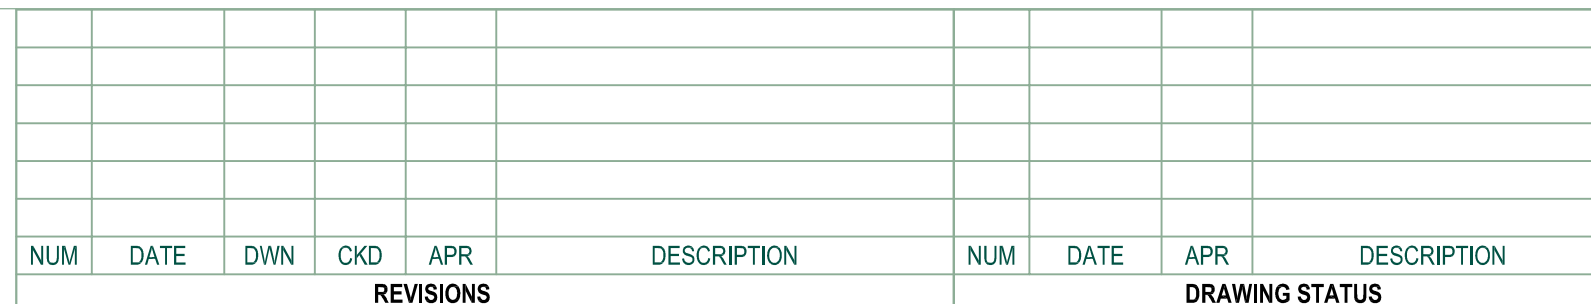 NUM DATE DWN CKD APR DESCRIPTION NUM DATE APR DESCRIPTION
REVISIONS DRAWING STATUS